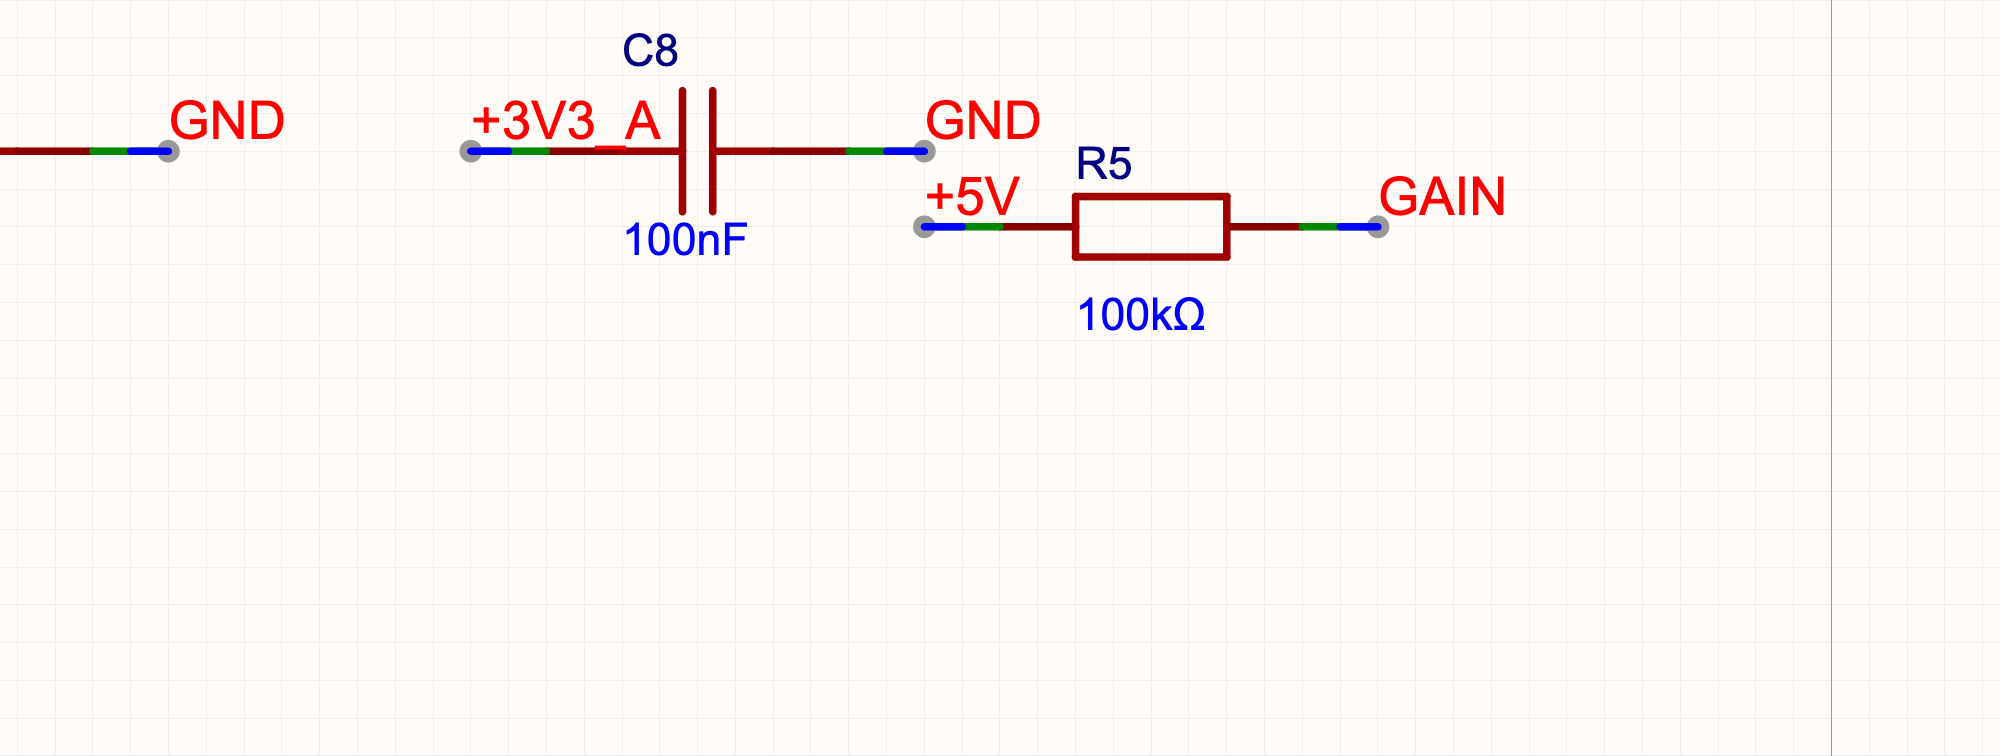 C8
GND
+3V3_A
GND
100nF
R5
+5V
GAIN
100kΩ